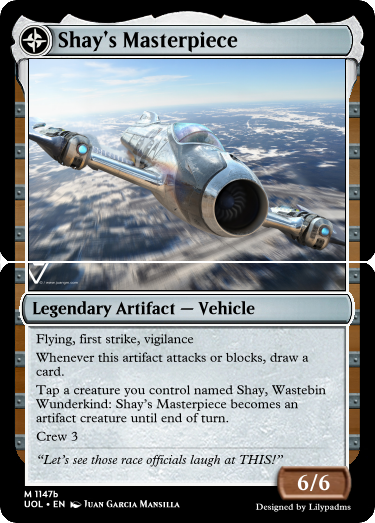 Shay's Masterpiece
Legendary Artifact — Vehicle
Flying, first strike, vigilance
Whenever this artifact attacks or blocks, draw a
card.
Tap a creature you control named Shay, Wastebin
Wunderkind: Shay's Masterpiece becomes an
artifact creature until end of turn.
Crew 3
“Let's see those race officials laugh at THIS!”
6/6
M 1147b
UOL • EN Juan Garcia Mansilla
Designed by Lilypadms